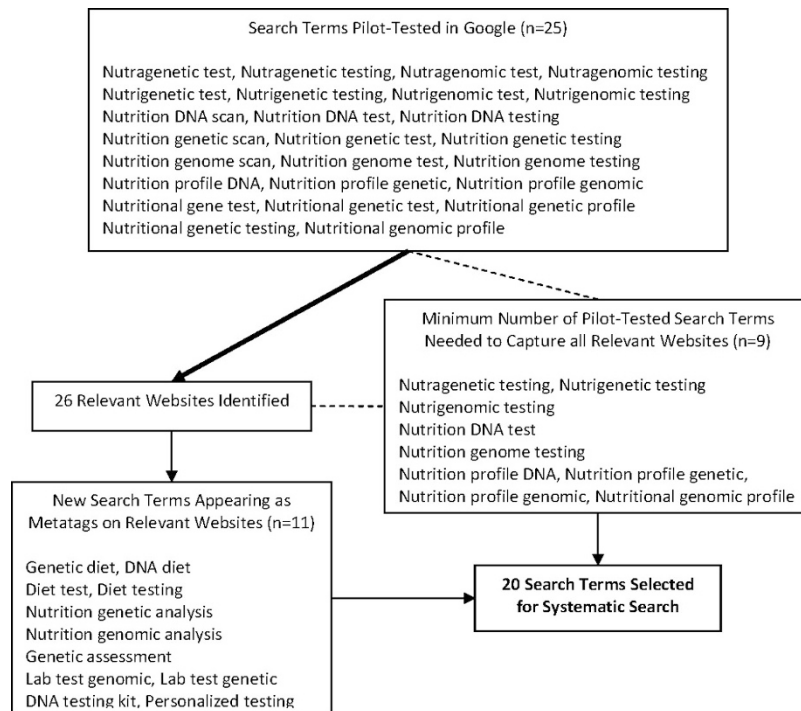 Search Terms Pilot-Tested in Google (n=25)
Nutragenetic test, Nutragenetic testing, Nutragenomic test, Nutragenomic testing
Nutrigenetic test, Nutrigenetic testing, Nutrigenomic test, Nutrigenomic testing
Nutrition DNA scan, Nutrition DNA test, Nutrition DNA testing
Nutrition genetic scan, Nutrition genetic test, Nutrition genetic testing
Nutrition genome scan, Nutrition genome test, Nutrition genome testing
Nutrition profile DNA, Nutrition profile genetic, Nutrition profile genomic
Nutritional gene test, Nutritional genetic test, Nutritional genetic profile
Nutritional genetic testing, Nutritional genomic profile
Minimum Number of Pilot-Tested Search Terms
Needed to Capture all Relevant Websites (n=9)
Nutragenetic testing, Nutrigenetic testing
Nutrigenomic testing
Nutrition DNA test
Nutrition genome testing
Nutrition profile DNA, Nutrition profile genetic,
Nutrition profile genomic, Nutritional genomic profile
26 Relevant Websites Identified
New Search Terms Appearing as
Metatags on Relevant Websites (n=11)
Genetic diet, DNA diet
Diet test, Diet testing
Nutrition genetic analysis
Nutrition genomic analysis
Genetic assessment
Lab test genomic, Lab test genetic
DNA testing kit, Personalized testing
20 Search Terms Selected
for Systematic Search